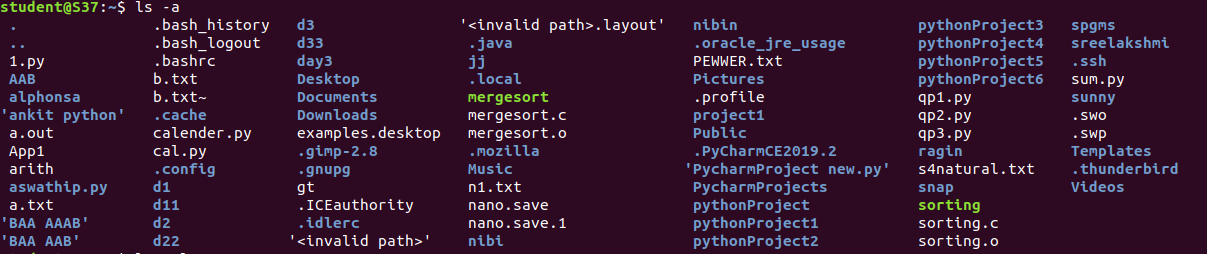 student@S37:~$ ls -a
. .bash_history d3 '<invalid path>.layout' nibin pythonProject3 spgms
.. .bash_logout d33 .java .oracle_jre_usage pythonProject4 sreelakshmi
1.py .bashrc day3 jj PEWWER.txt pythonProject5 .ssh
AAB b.txt Desktop .local Pictures pythonProject6 sum.py
alphonsa b.txt~ Documents mergesort .profile qp1.py sunny
'ankit python' .cache Downloads mergesort.c project1 qp2.py .swo
a.out calender.py examples.desktop mergesort.o Public qp3.py .swp
App1 cal.py .gimp-2.8 .mozilla .PyCharmCE2019.2 ragin Templates
arith .config .gnupg Music 'PycharmProject new.py' s4natural.txt .thunderbird
aswathip.py d1 gt n1.txt PycharmProjects snap Videos
a.txt d11 .ICEauthority nano.save pythonProject sorting
'BAA AAAB' d2 .idlerc nano.save.1 pythonProject1 sorting.c
'BAA AAB' d22 '<invalid path>' nibi pythonProject2 sorting.o